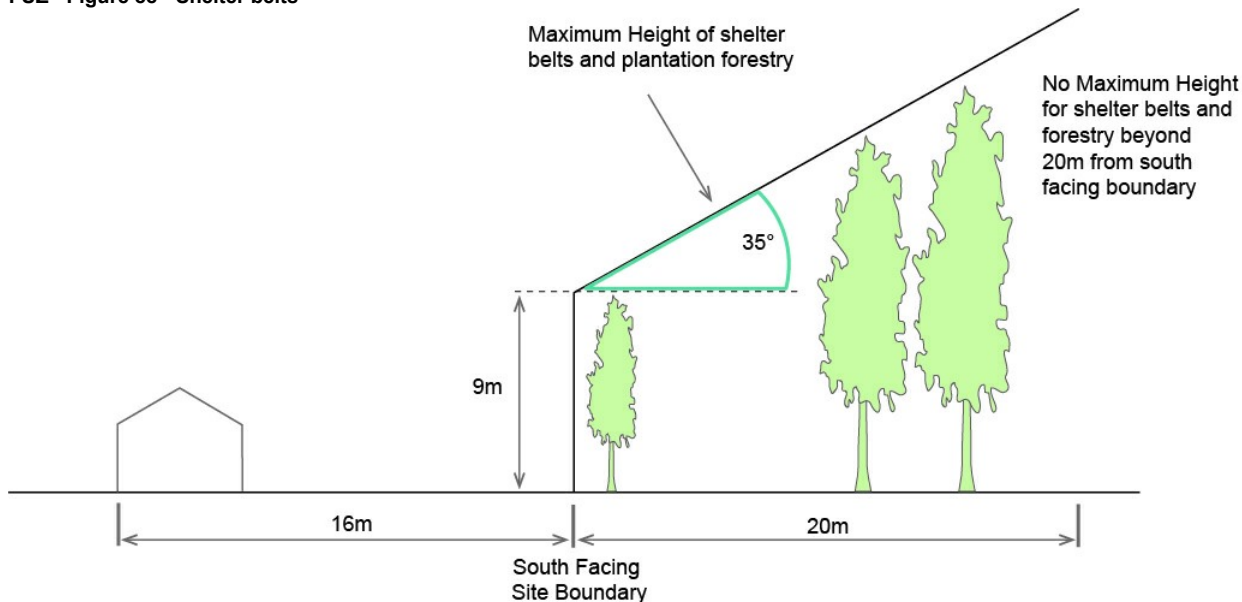 Maximum Height of shelter
belts and plantation forestry
No Maximum Height
for shelter belts and
forestry beyond
20m from south
facing boundary
35°
9m
16m
20m
South Facing
Site Boundary